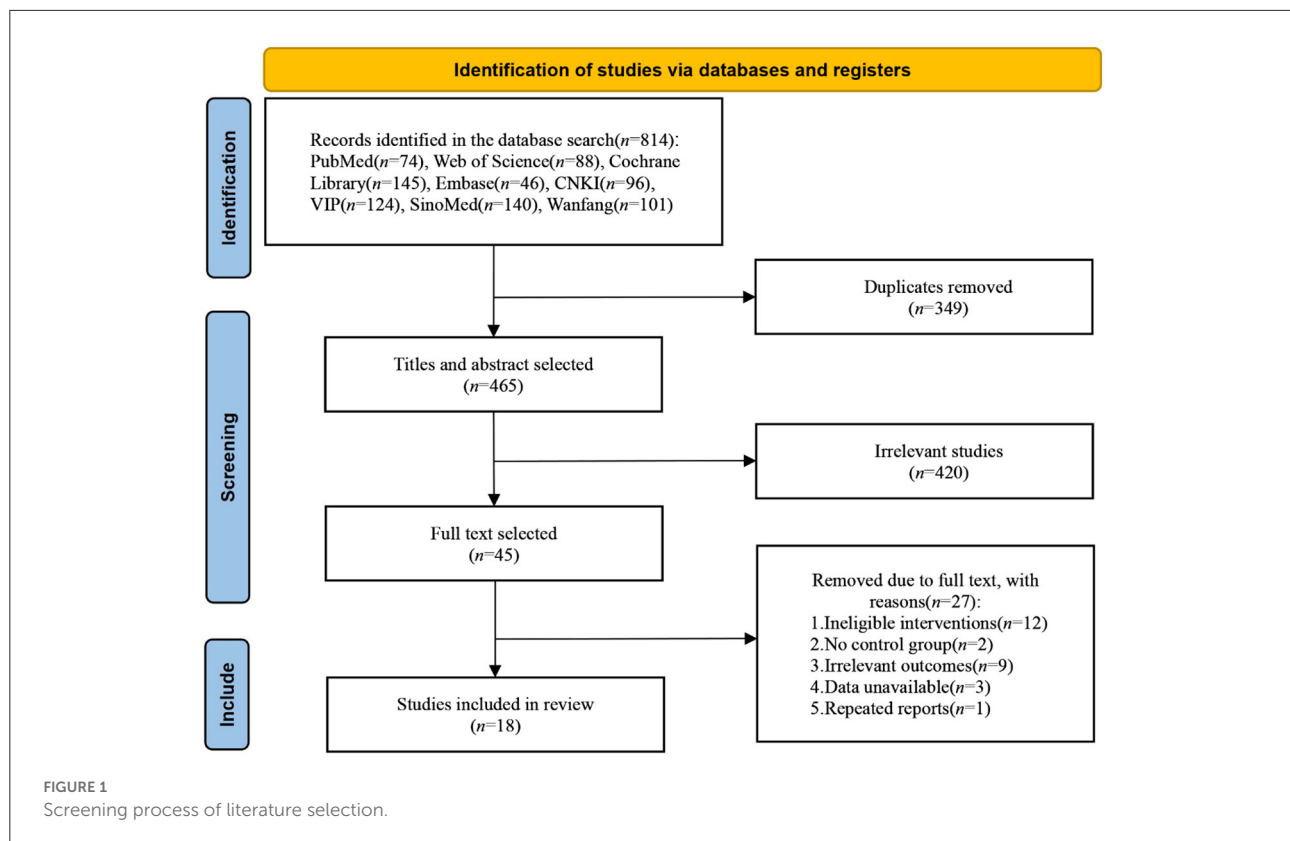 Identification of studies via databases and registers
Identification
Records identified in the database search(n=814):
PubMed(n=74), Web of Science(n=88), Cochrane
Library(n=145), Embase(n=46), CNKI(n=96),
VIP(n=124), SinoMed(n=140), Wanfang(n=101)
Duplicates removed
(n=349)
Screening
Titles and abstract selected
(n=465)
Irrelevant studies
(n=420)
Full text selected
(n=45)
Removed due to full text, with
reasons(n=27):
1.Ineligible interventions(n=12)
2.No control group(n=2)
3.Irrelevant outcomes(n=9)
4.Data unavailable(n=3)
5.Repeated reports(n=1)
Include
Studies included in review
(n=18)
FIGURE 1
Screening process of literature selection.